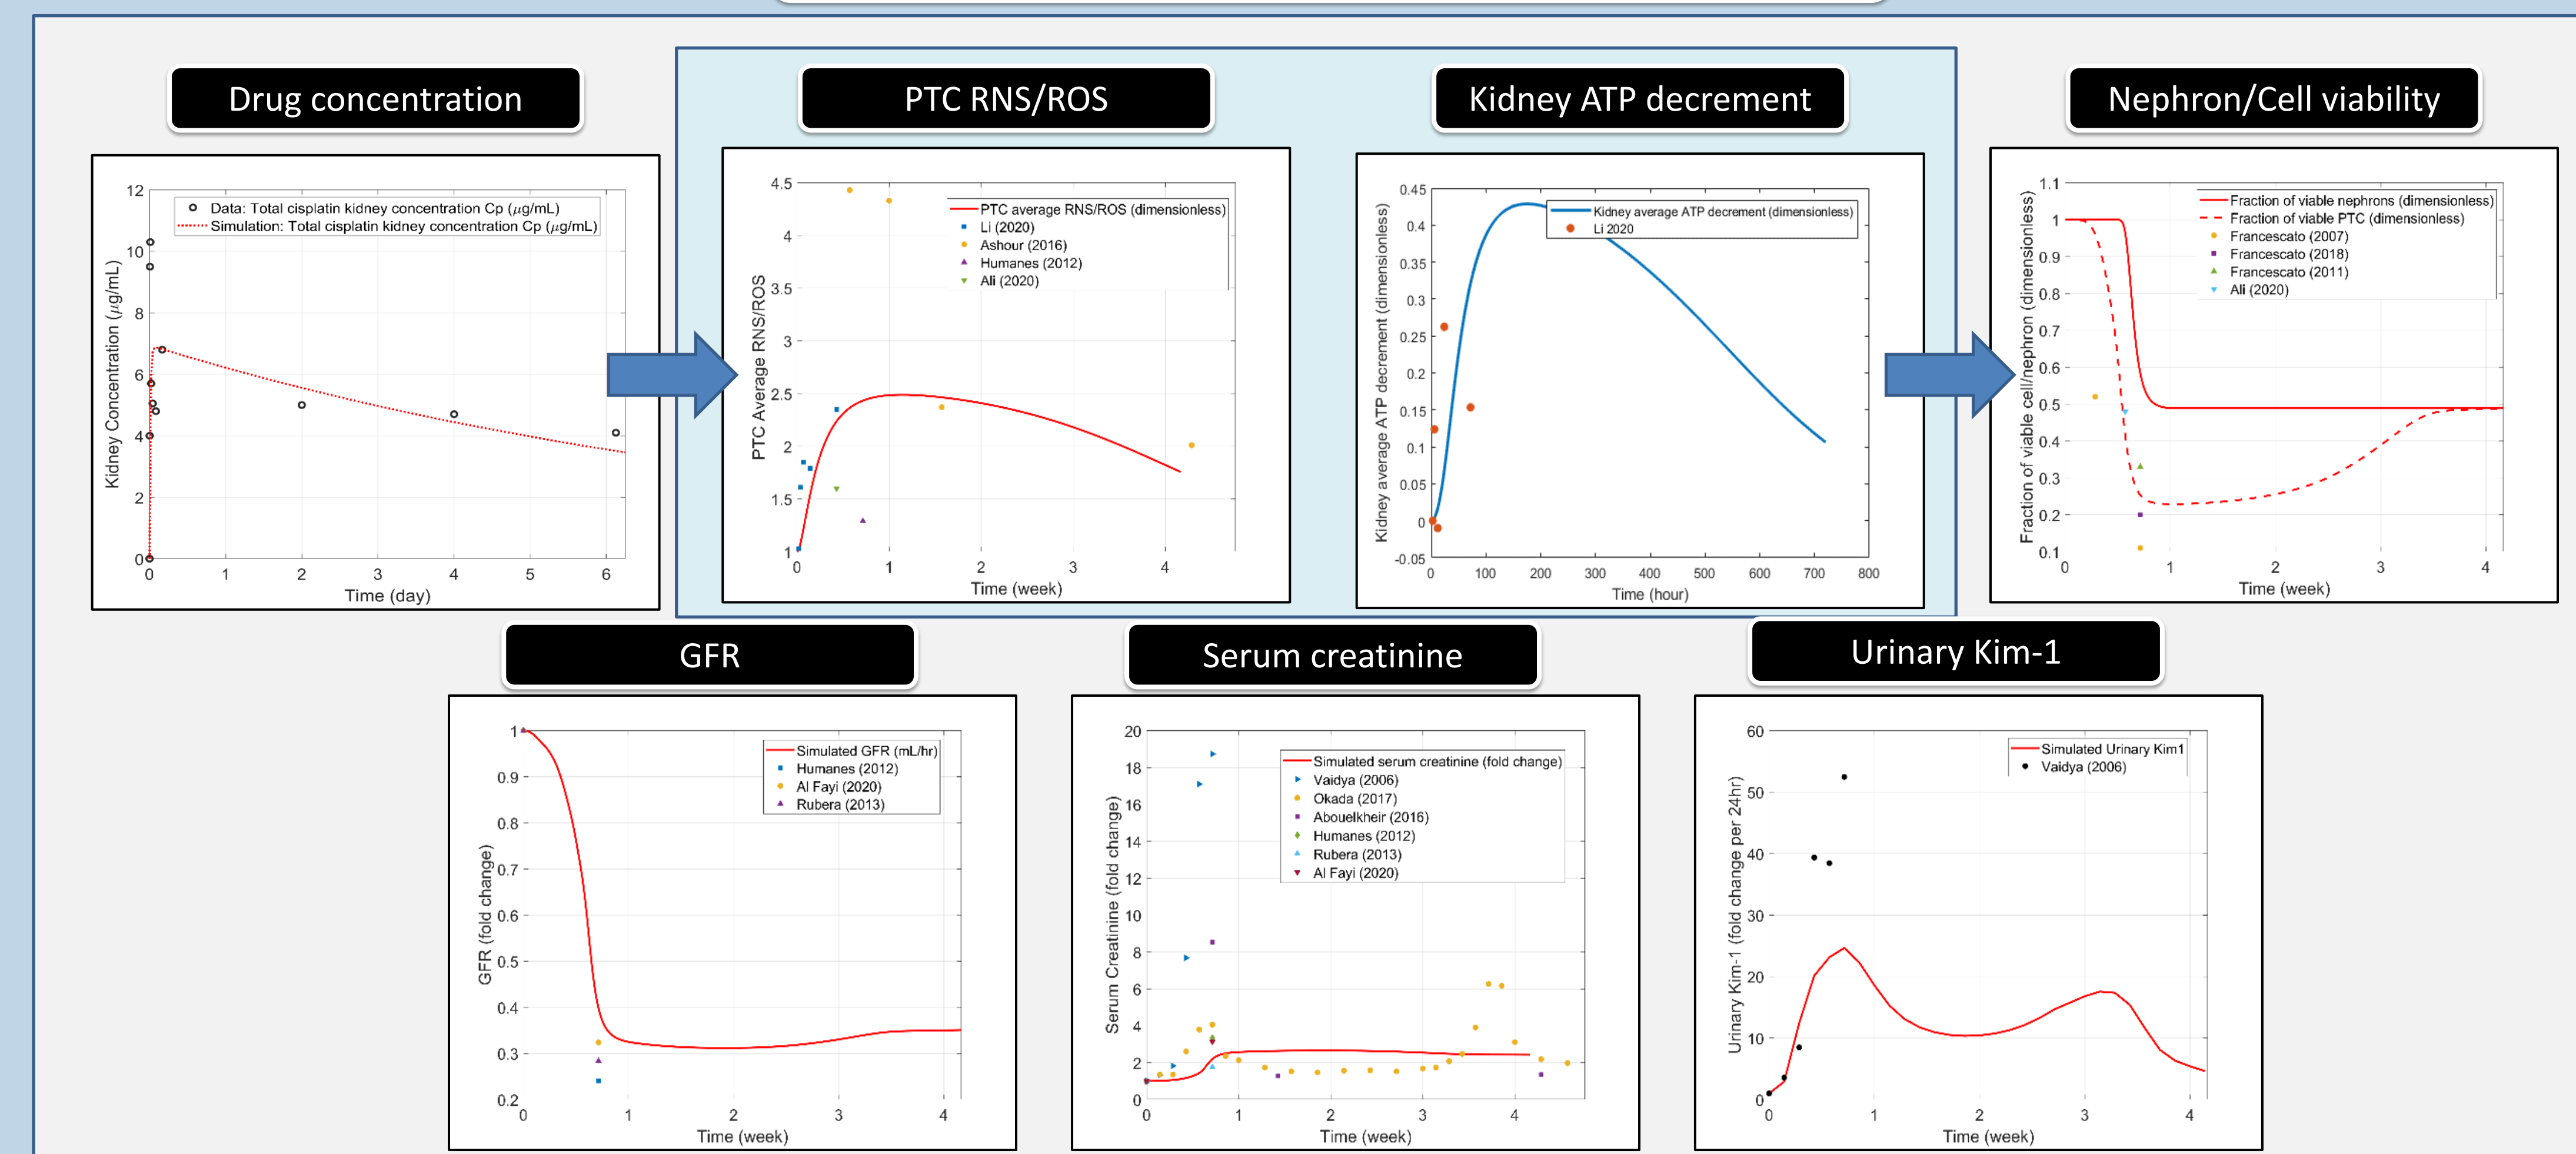 Drug concentration
PTC RNS/ROS
Kidney ATP decrement
Nephron/Cell viability
Data: Total cisplatin kidney concentration Cp (μg/mL)
Simulation: Total cisplatin kidney concentration Cp (μg/mL)
Kidney Concentration (μg/mL)
12
10
8
6
4
2
0
0 1 2 3 4 5 6
Time (day)
PTC average RNS/ROS (dimensionless)
Li (2020)
Ashour (2016)
Humanes (2012)
Ali (2020)
PTC Average RNS/ROS
4.5
4
3.5
3
2.5
2
1.5
1
0 1 2 3 4
Time (week)
Kidney average ATP decrement (dimensionless)
Li 2020
Kidney average ATP decrement (dimensionless)
0.45
0.4
0.35
0.3
0.25
0.2
0.15
0.1
0.05
0
-0.05
0 100 200 300 400 500 600 700 800
Time (hour)
Fraction of viable nephrons (dimensionless)
Fraction of viable PTC (dimensionless)
Francescato (2007)
Francescato (2018)
Francescato (2011)
Ali (2020)
Fraction of viable cell/nephron (dimensionless)
1.1
1
0.9
0.8
0.7
0.6
0.5
0.4
0.3
0.2
0.1
0 1 2 3 4
Time (week)
GFR
Serum creatinine
Urinary Kim-1
Simulated GFR (mL/hr)
Humanes (2012)
Al Fayi (2020)
Rubera (2013)
GFR (fold change)
1
0.9
0.8
0.7
0.6
0.5
0.4
0.3
0.2
0 1 2 3 4
Time (week)
Simulated serum creatinine (fold change)
Vaidya (2006)
Okada (2017)
Abouelkheir (2016)
Humanes (2012)
Rubera (2013)
Al Fayi (2020)
Serum Creatinine (fold change)
20
18
16
14
12
10
8
6
4
2
0
0 1 2 3 4
Time (week)
Simulated Urinary Kim1
Vaidya (2006)
Urinary Kim-1 (fold change per 24hr)
60
50
40
30
20
10
0
0 1 2 3 4
Time (week)